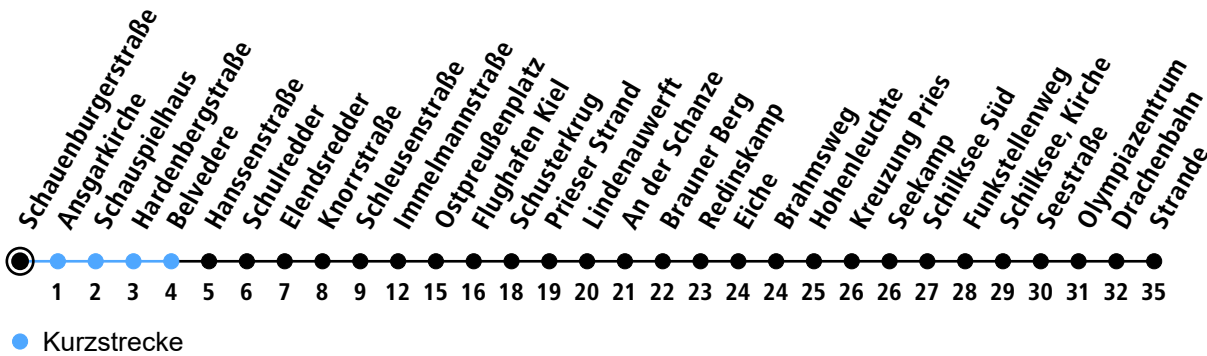 Schauenburgerstraße
Ansgarkirche
Schauspielhaus
Hardenbergstraße
Belvedere
Hanssenstraße
Schulredder
Elendsredder
Knorrstraße
Schleusenstraße
Immelmannstraße
Ostpreußenplatz
Flughafen Kiel
Schusterkrug
Prieser Strand
Lindenauwerft
An der Schanze
Brauner Berg
Redinskamp
Eiche
Brahmsweg
Hohenleuchte
Kreuzung Pries
Seekamp
Schilksee Süd
Funkstellenweg
Schilksee, Kirche
Seestraße
Olympiazentrum
Drachenbahn
Strande
1 2 3 4 5 6 7 8 9 12 15 16 18 19 20 21 22 23 24 24 25 26 26 27 28 29 30 31 32 35
Kurzstrecke